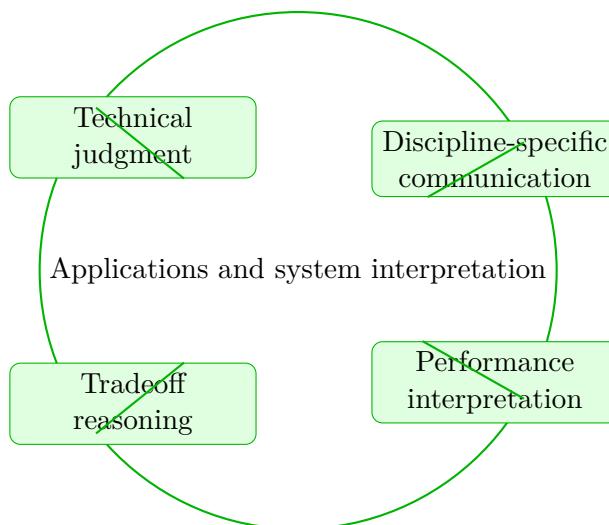 Technical
judgment
Discipline-specific
communication
Applications and system interpretation
Tradeoff
reasoning
Performance
interpretation